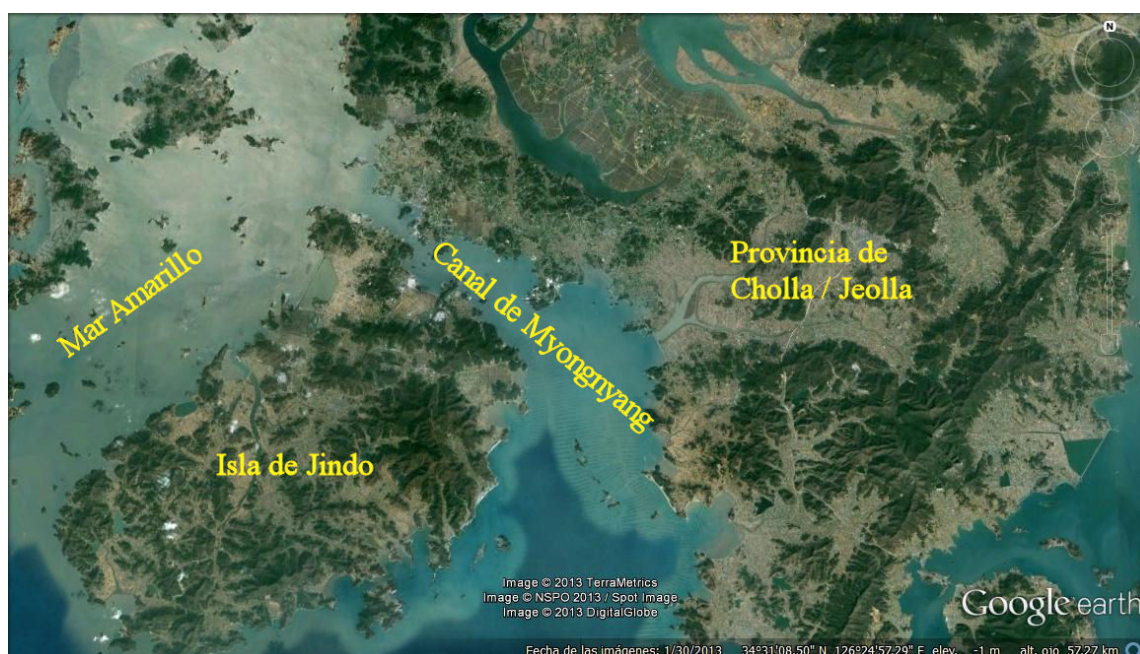 N
Mar Amarillo
Canal de Myongnyang
Provincia de
Cholla / Jeolla
Isla de Jindo
Image © 2013 TerraMetrics
Image © NSPO 2013 / Spot Image
Image © 2013 DigitalGlobe
Google earth
Fecha de las imágenes: 1/30/2013 34°31'08.50" N 126°24'57.29" E elev. -1 m alt. ojo 57.27 km